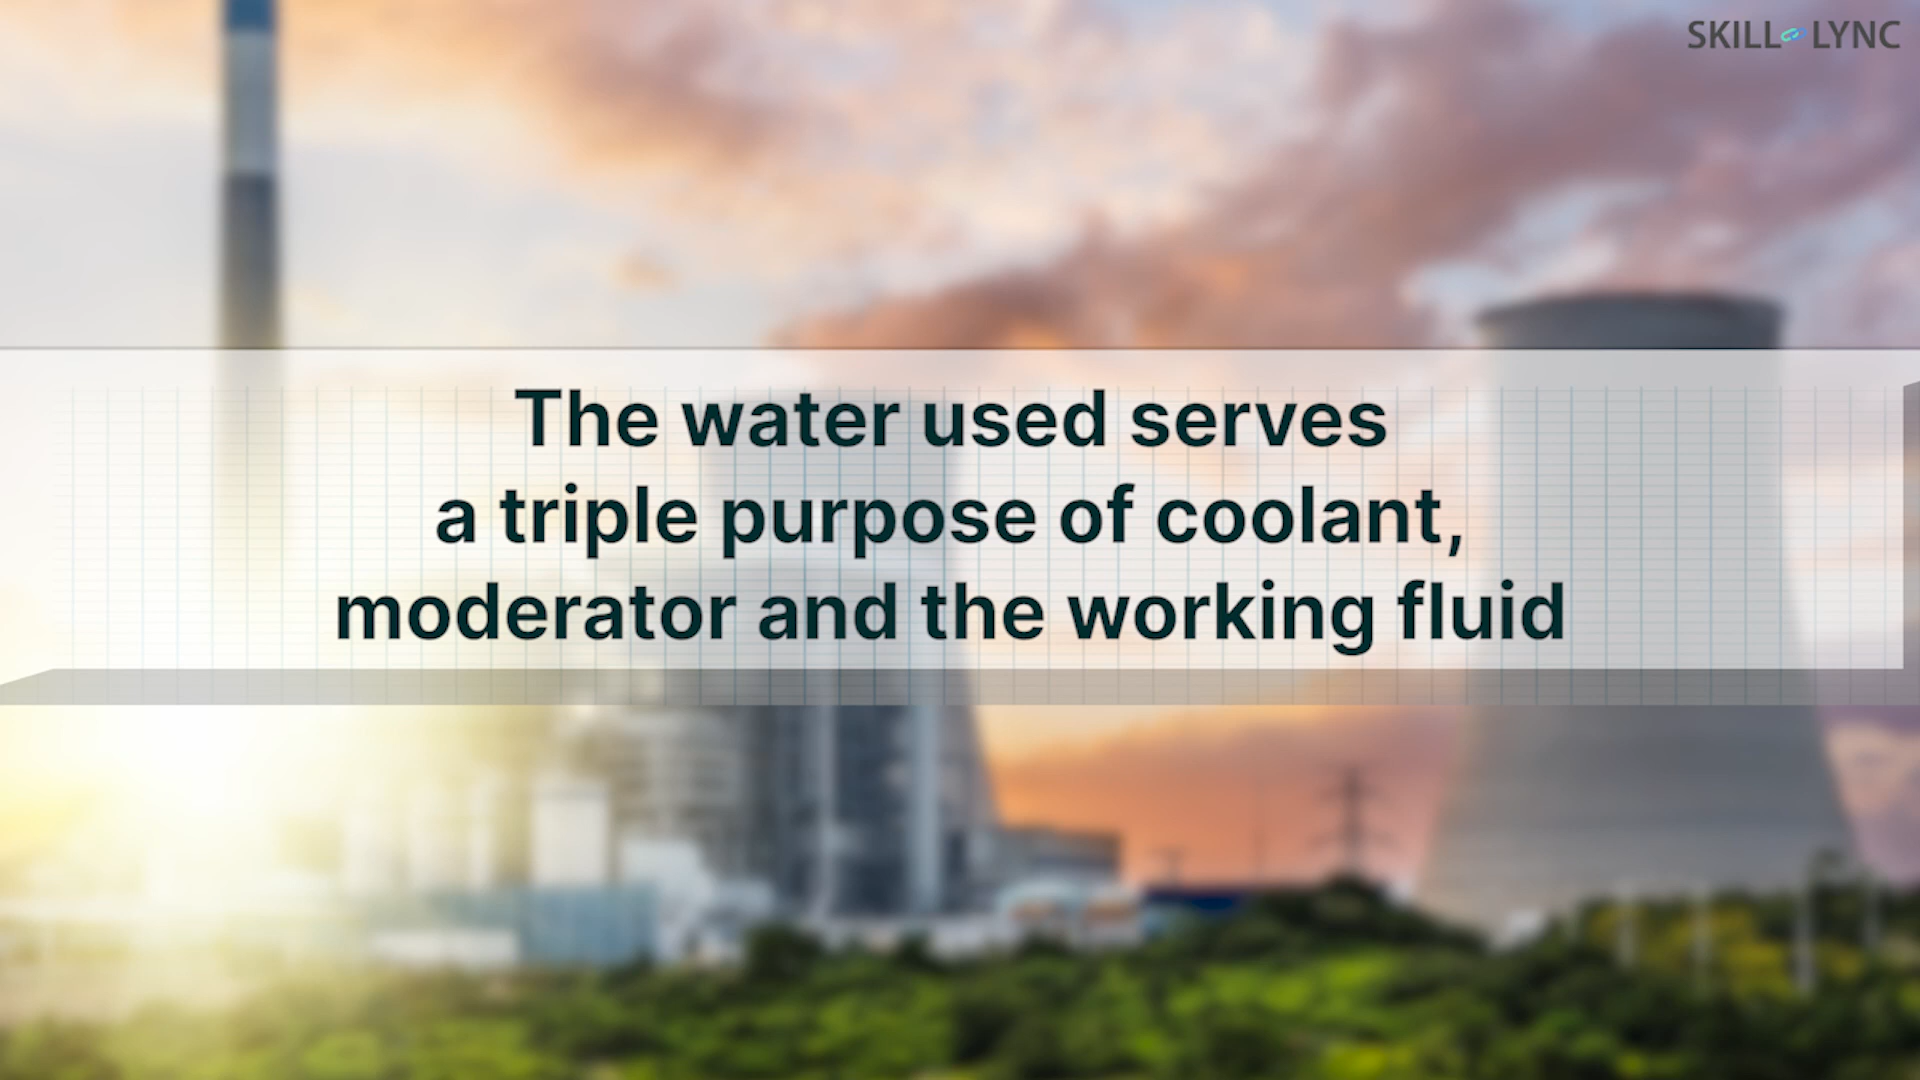 SKILL LYNC
The water used serves
a triple purpose of coolant,
moderator and the working fluid